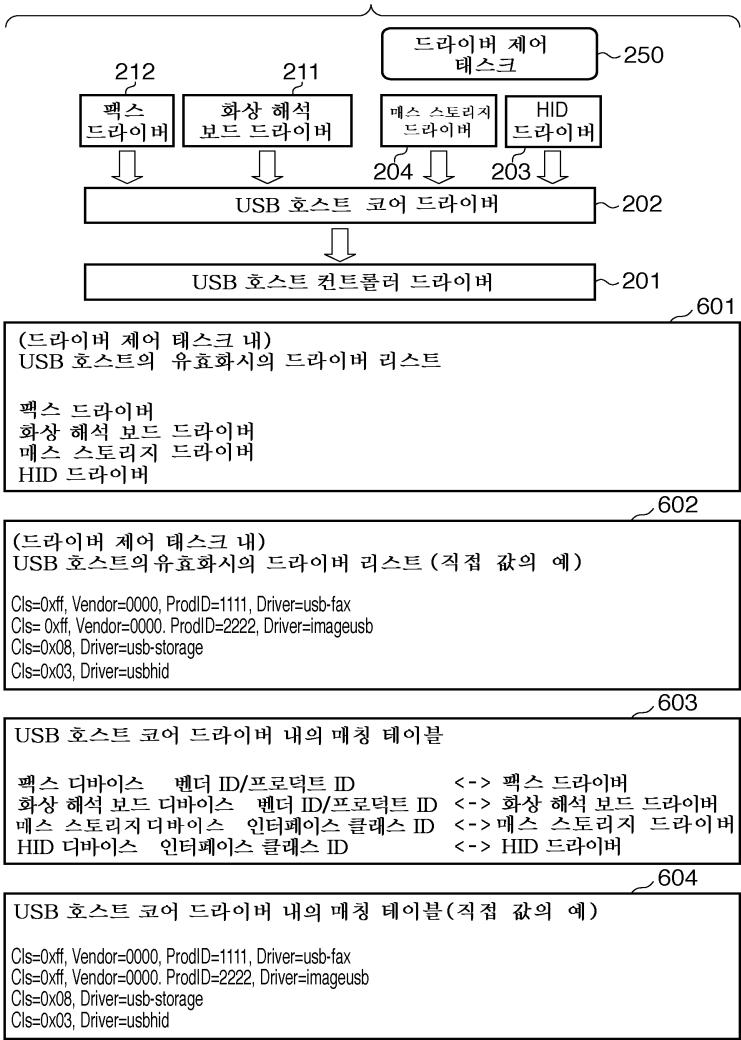 드라이버 제어
태스크
250
212
211
팩스
드라이버
화상 해석
보드 드라이버
매스 스토리지
드라이버
HID
드라이버
204
203
USB 호스트 코어 드라이버
202
USB 호스트 컨트롤러 드라이버
201
601
(드라이버 제어 태스크 내)
USB 호스트의 유효화시의 드라이버 리스트
팩스 드라이버
화상 해석 보드 드라이버
매스 스토리지 드라이버
HID 드라이버
602
(드라이버 제어 태스크 내)
USB 호스트의유효화시의 드라이버 리스트 (직접 값의 예)
Cls=0xff, Vendor=0000, ProdID=1111, Driver=usb-fax
Cls= 0xff, Vendor=0000. ProdID=2222, Driver=imageusb
Cls=0x08, Driver=usb-storage
Cls=0x03, Driver=usbhid
603
USB 호스트 코어 드라이버 내의 매칭 테이블
팩스 디바이스 벤더 ID/프로덕트 ID <-> 팩스 드라이버
화상 해석 보드 디바이스 벤더 ID/프로덕트 ID <-> 화상 해석 보드 드라이버
매스 스토리지 디바이스 인터페이스 클래스 ID <-> 매스 스토리지 드라이버
HID 디바이스 인터페이스 클래스 ID <-> HID 드라이버
604
USB 호스트 코어 드라이버 내의 매칭 테이블(직접 값의 예)
Cls=0xff, Vendor=0000, ProdID=1111, Driver=usb-fax
Cls=0xff, Vendor=0000. ProdID=2222, Driver=imageusb
Cls=0x08, Driver=usb-storage
Cls=0x03, Driver=usbhid